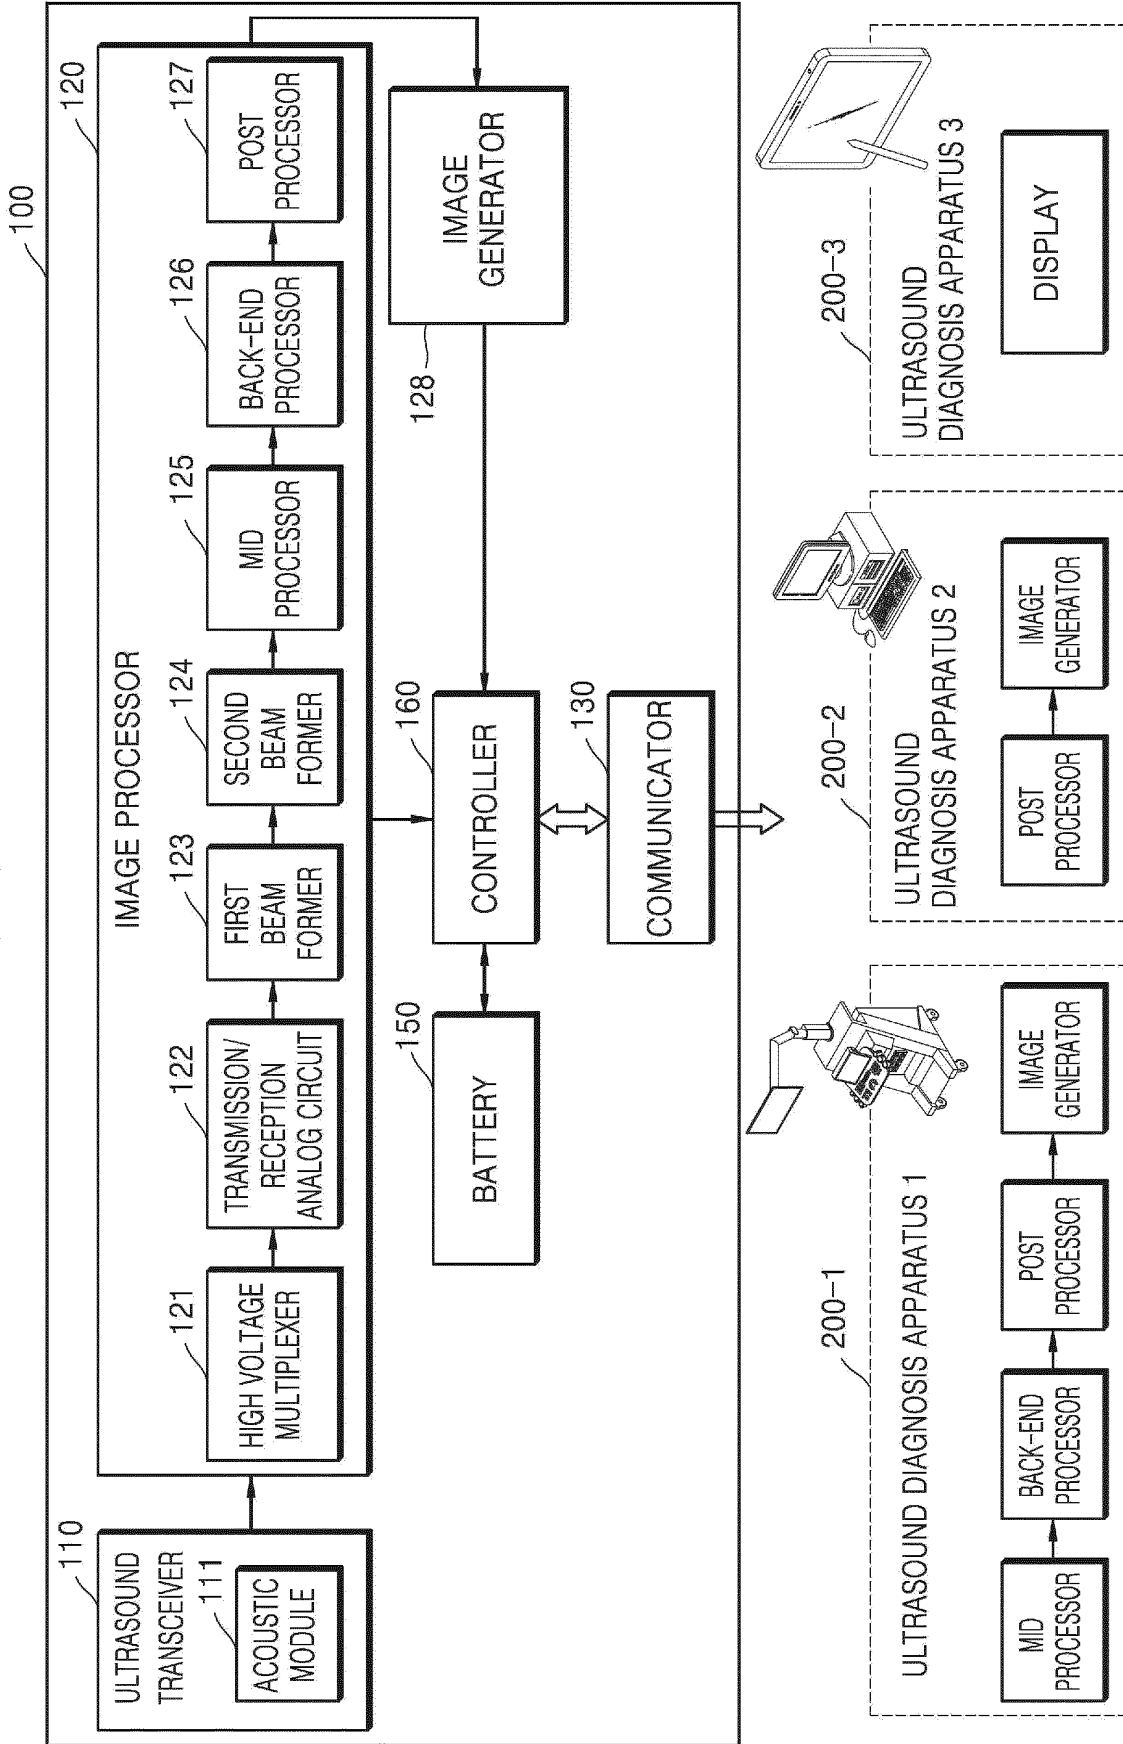 100
110
ULTRASOUND
TRANSCEIVER
111
ACOUSTIC
MODULE
120
IMAGE PROCESSOR
121
HIGH VOLTAGE
MULTIPLEXER
122
TRANSMISSION/
RECEPTION
ANALOG CIRCUIT
123
FIRST
BEAM
FORMER
124
SECOND
BEAM
FORMER
125
MID
PROCESSOR
126
BACK-END
PROCESSOR
127
POST
PROCESSOR
150
BATTERY
160
CONTROLLER
128
IMAGE
GENERATOR
130
COMMUNICATOR
200-1
ULTRASOUND DIAGNOSIS APPARATUS 1
MID
PROCESSOR
BACK-END
PROCESSOR
POST
PROCESSOR
IMAGE
GENERATOR
200-2
ULTRASOUND
DIAGNOSIS APPARATUS 2
POST
PROCESSOR
IMAGE
GENERATOR
200-3
ULTRASOUND
DIAGNOSIS APPARATUS 3
DISPLAY